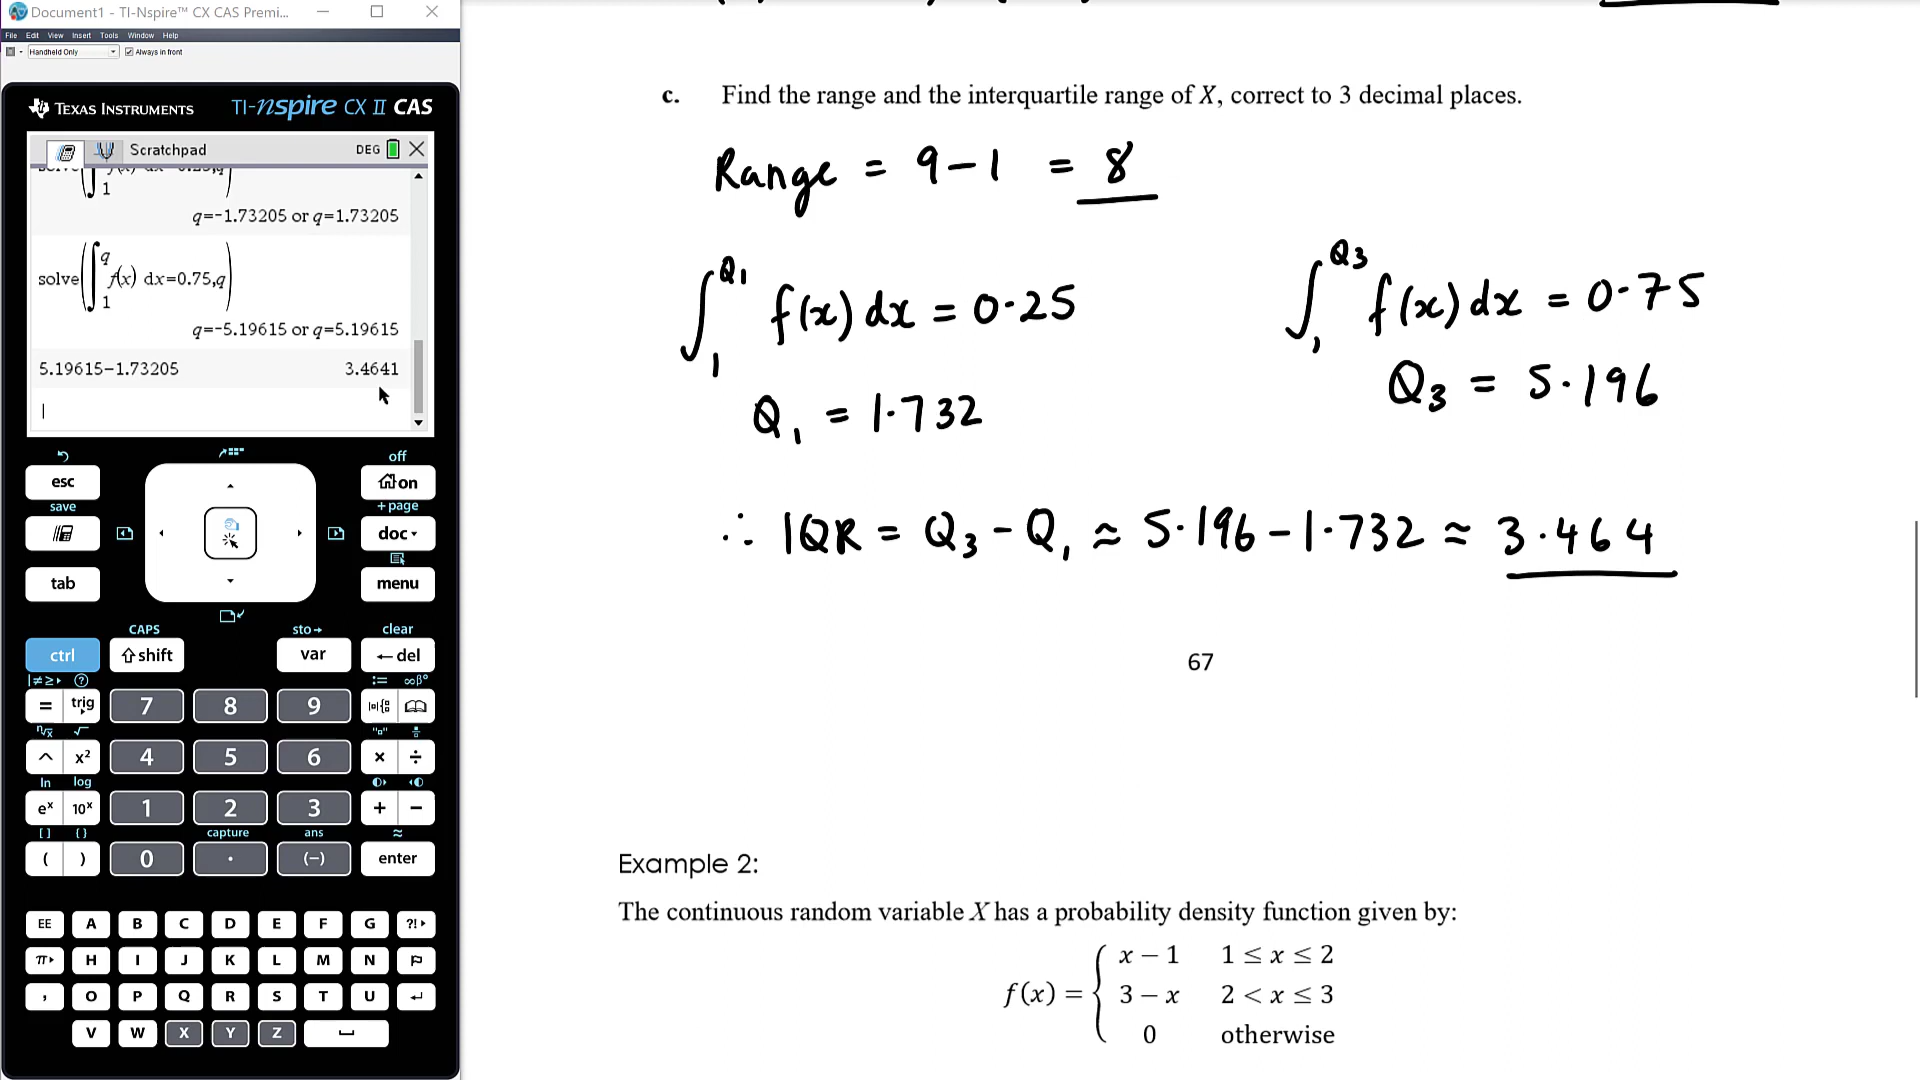 Document1 - TI-Nspire™ CX CAS Premi...
File Edit View Insert Tools Window Help
Handheld Only Always in front
TEXAS INSTRUMENTS TI-nspire CX II CAS
Scratchpad DEG
1
q=-1.73205 or q=1.73205
solve(∫₁^q f(x) dx=0.75,q)
q=-5.19615 or q=5.19615
5.19615-1.73205 3.4641
off
esc on
save + page
doc
tab menu
CAPS sto→ clear
ctrl shift var ←del
|≠≥▸ ? := ∞β°
= trig 7 8 9
ⁿ√x √ "▫"
^ x² 4 5 6 × ÷
ln log
eˣ 10ˣ 1 2 3 + −
[] {} capture ans ≈
( ) 0 . (−) enter
EE A B C D E F G ?!▸
π▸ H I J K L M N
, O P Q R S T U
V W X Y Z
c. Find the range and the interquartile range of X, correct to 3 decimal places.
Range = 9 − 1 = 8
∫₁^Q₁ f(x) dx = 0·25
∫₁^Q₃ f(x) dx = 0·75
Q₁ = 1·732
Q₃ = 5·196
∴ IQR = Q₃ − Q₁ ≈ 5·196 − 1·732 ≈ 3·464
67
Example 2:
The continuous random variable X has a probability density function given by:
x − 1 1 ≤ x ≤ 2
f(x) = { 3 − x 2 < x ≤ 3
0 otherwise